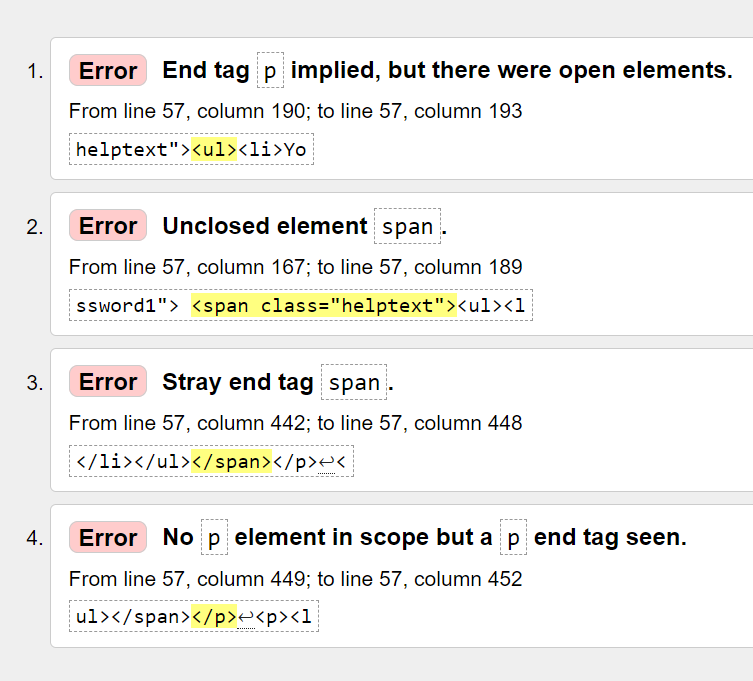 1. Error End tag p implied, but there were open elements.
From line 57, column 190; to line 57, column 193
helptext"><ul><li>Yo
2. Error Unclosed element span.
From line 57, column 167; to line 57, column 189
ssword1"> <span class="helptext"><ul><l
3. Error Stray end tag span.
From line 57, column 442; to line 57, column 448
</li></ul></span></p>↩<
4. Error No p element in scope but a p end tag seen.
From line 57, column 449; to line 57, column 452
ul></span></p>↩<p><l